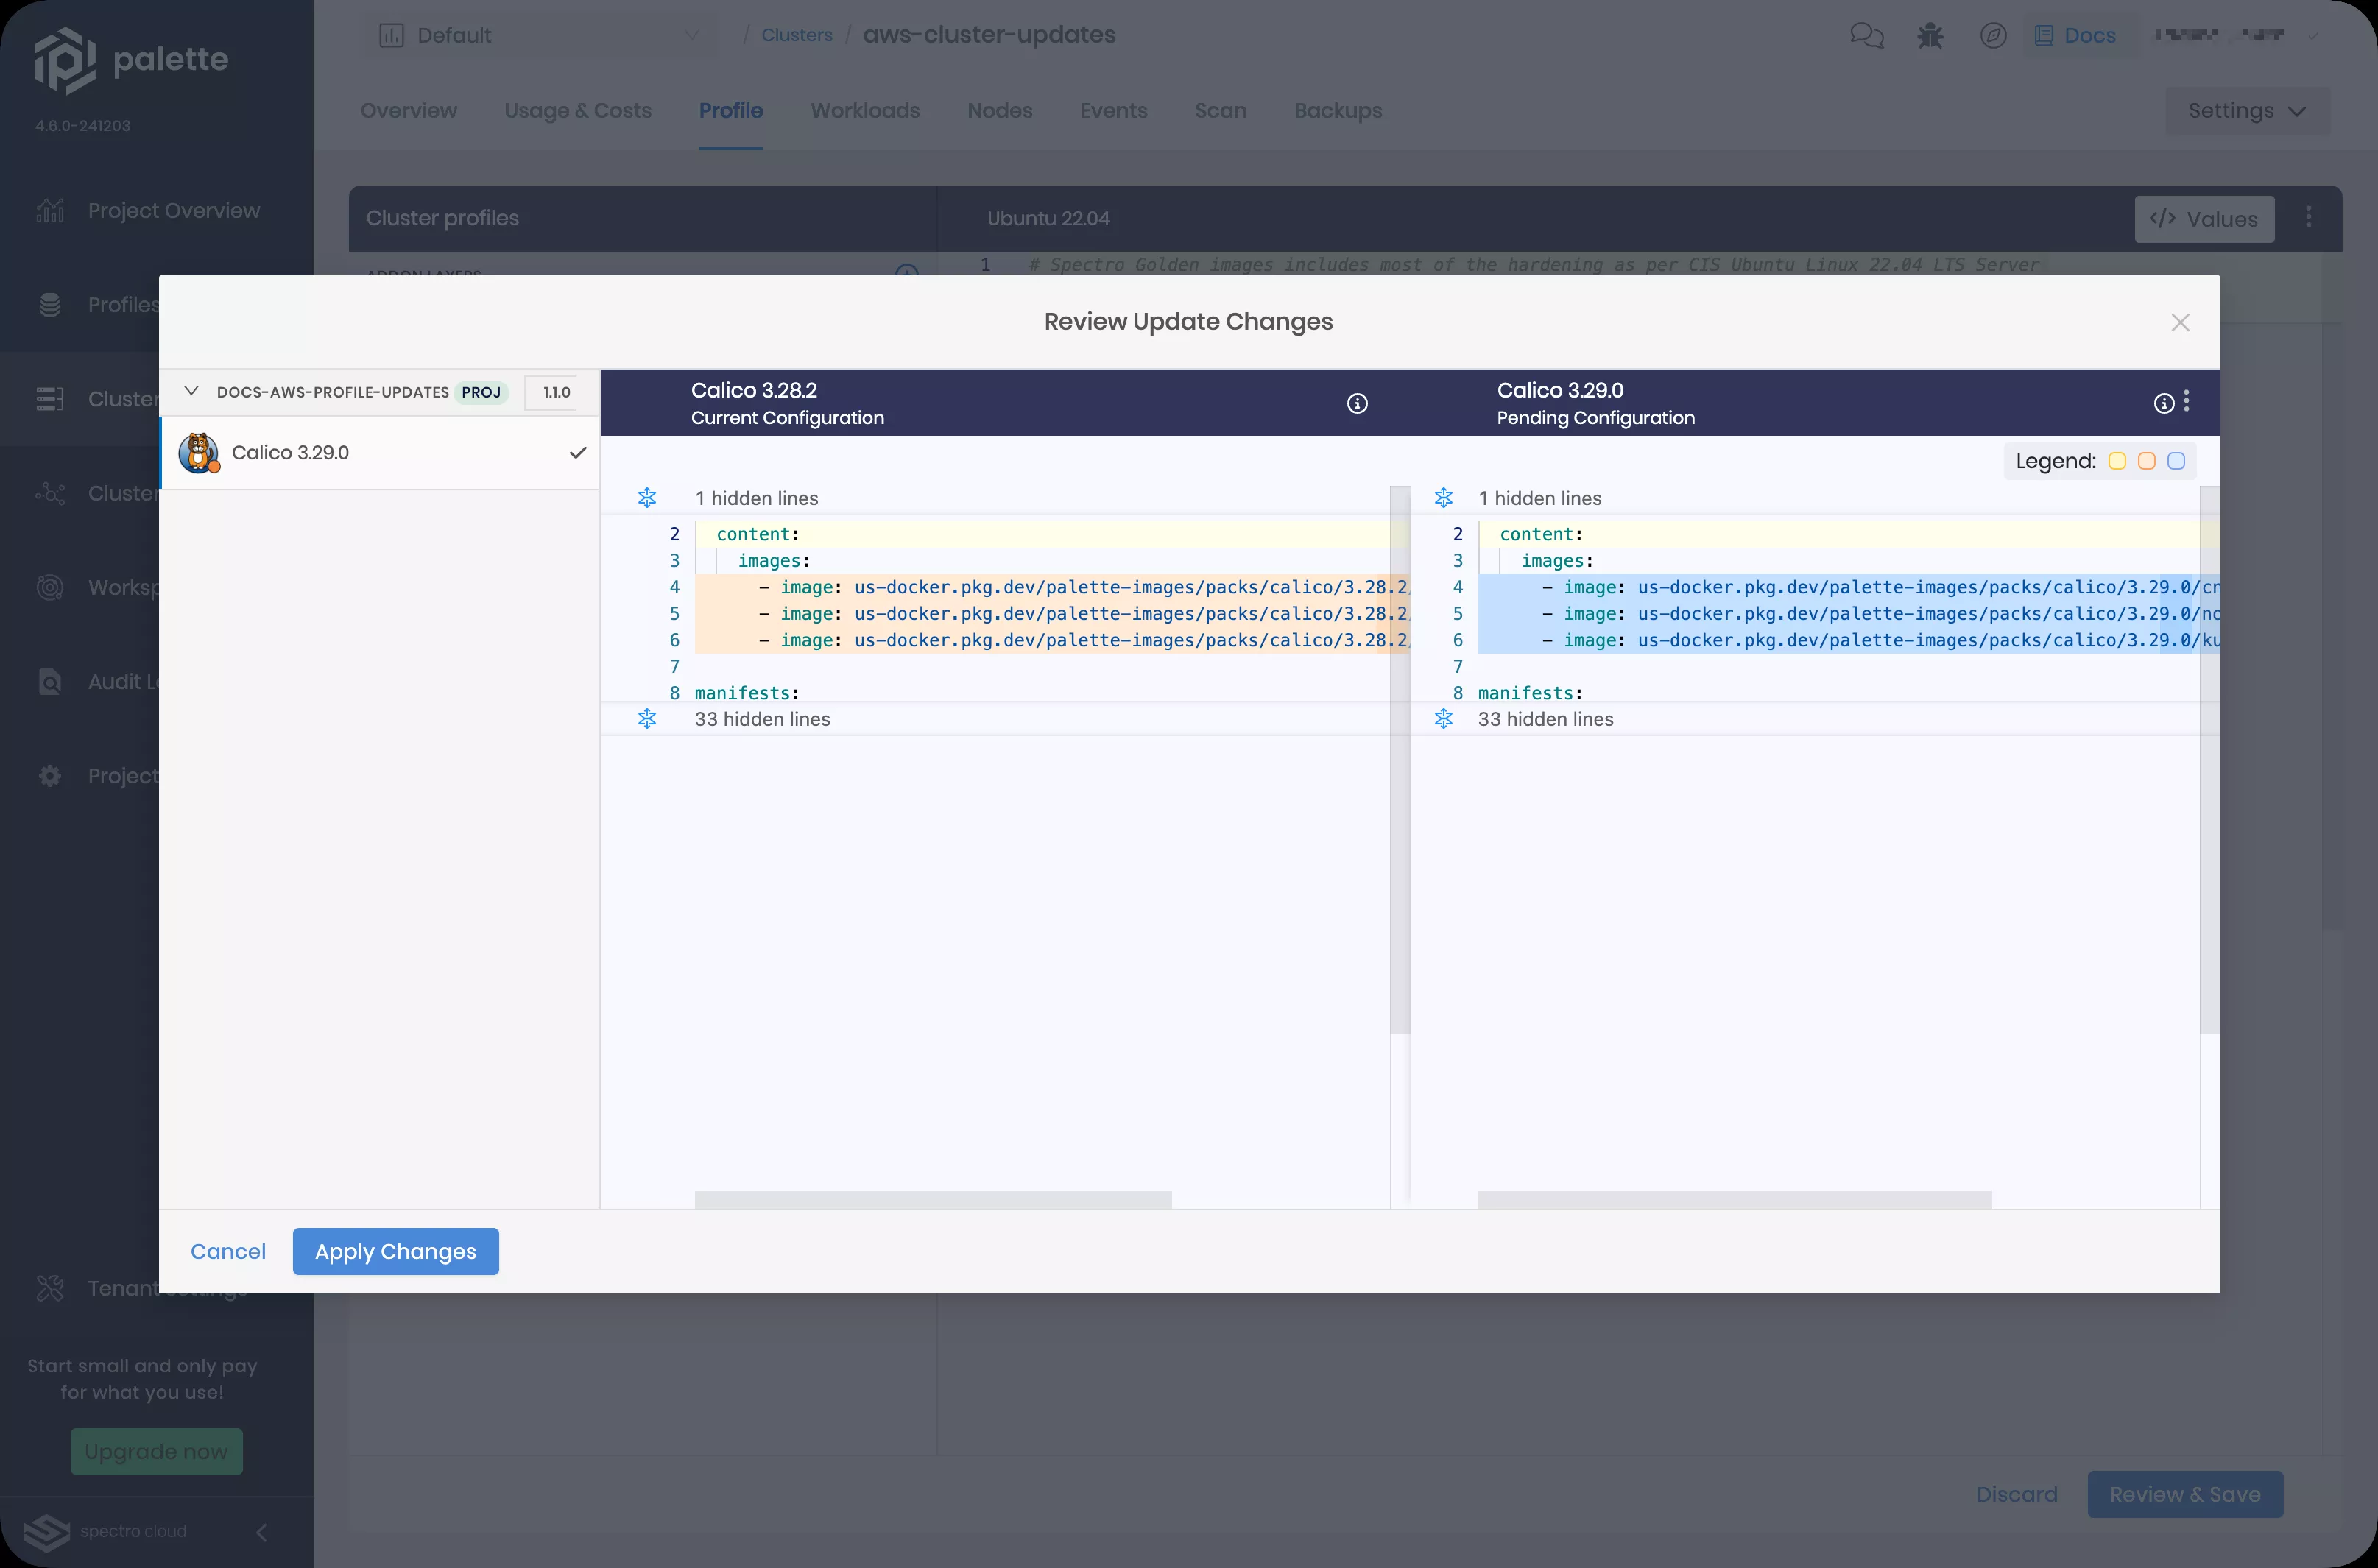 palette
4.6.0-241203
Project Overview
Profiles
Cluster
Cluster
Worksp
Audit L
Project
Tenant Settings
Start small and only pay
for what you use!
Upgrade now
spectro cloud
Default
/ Clusters / aws-cluster-updates
Docs
Overview
Usage & Costs
Profile
Workloads
Nodes
Events
Scan
Backups
Settings
Cluster profiles
Ubuntu 22.04
</> Values
ADDON LAYERS
1 # Spectro Golden images includes most of the hardening as per CIS Ubuntu Linux 22.04 LTS Server
Review Update Changes
DOCS-AWS-PROFILE-UPDATES PROJ 1.1.0
Calico 3.29.0
Calico 3.28.2
Current Configuration
1 hidden lines
2 content:
3 images:
4 - image: us-docker.pkg.dev/palette-images/packs/calico/3.28.2/
5 - image: us-docker.pkg.dev/palette-images/packs/calico/3.28.2/
6 - image: us-docker.pkg.dev/palette-images/packs/calico/3.28.2/
7
8 manifests:
33 hidden lines
Calico 3.29.0
Pending Configuration
Legend:
1 hidden lines
2 content:
3 images:
4 - image: us-docker.pkg.dev/palette-images/packs/calico/3.29.0/cn
5 - image: us-docker.pkg.dev/palette-images/packs/calico/3.29.0/no
6 - image: us-docker.pkg.dev/palette-images/packs/calico/3.29.0/ku
7
8 manifests:
33 hidden lines
Cancel
Apply Changes
Discard
Review & Save